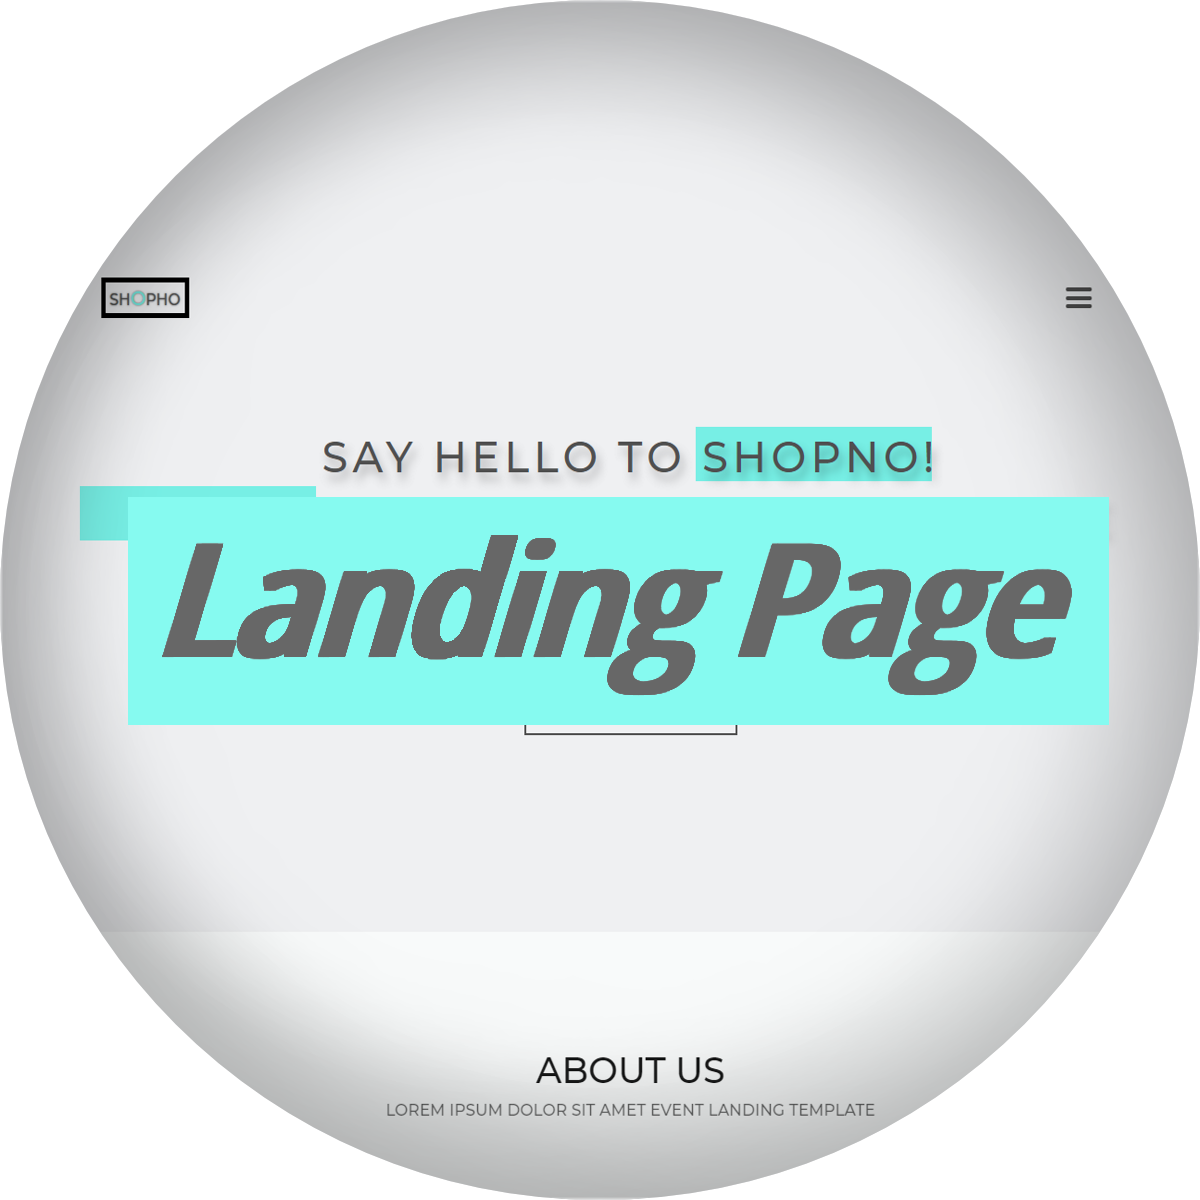 SHOPHO
SAY HELLO TO SHOPNO!
Landing Page
ABOUT US
LOREM IPSUM DOLOR SIT AMET EVENT LANDING TEMPLATE